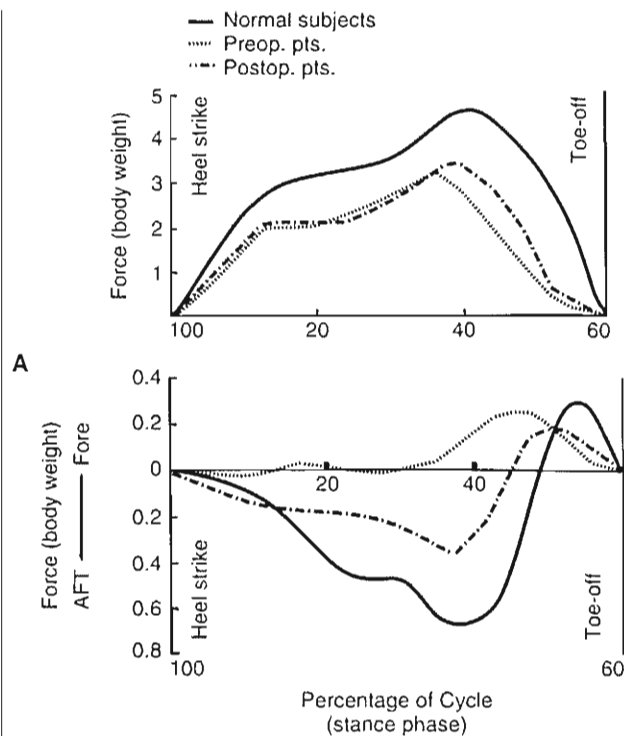 Normal subjects
Preop. pts.
Postop. pts.
Force (body weight)
5
4
3
2
1
Heel strike
Toe-off
100
20
40
60
A
Force (body weight)
AFT
Fore
0.4
0.2
0
0.2
0.4
0.6
0.8
20
40
Heel strike
Toe-off
100
60
Percentage of Cycle
(stance phase)